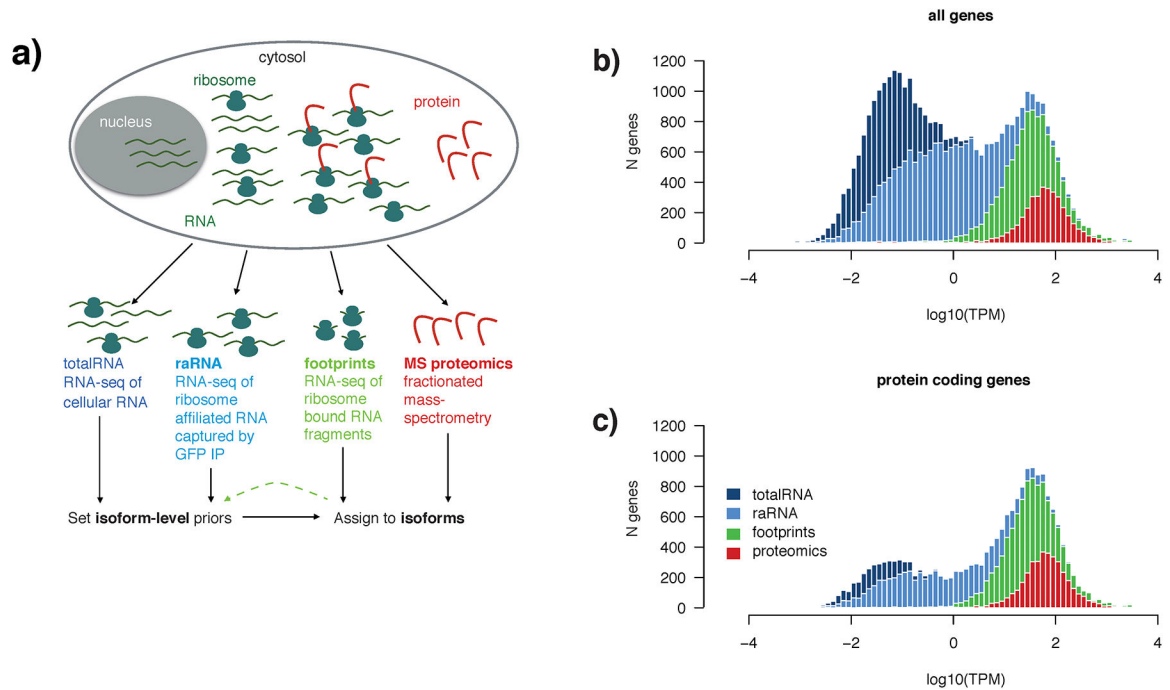 a)
cytosol
ribosome
protein
nucleus
RNA
totalRNA
RNA-seq of
cellular RNA
raRNA
RNA-seq of
ribosome
affiliated RNA
captured by
GFP IP
footprints
RNA-seq of
ribosome
bound RNA
fragments
MS proteomics
fractionated
mass-
spectrometry
Set isoform-level priors
Assign to isoforms
all genes
b)
N genes
1200
1000
800
600
400
200
0
−4
−2
0
2
4
log10(TPM)
protein coding genes
c)
N genes
1200
1000
800
600
400
200
0
totalRNA
raRNA
footprints
proteomics
−4
−2
0
2
4
log10(TPM)